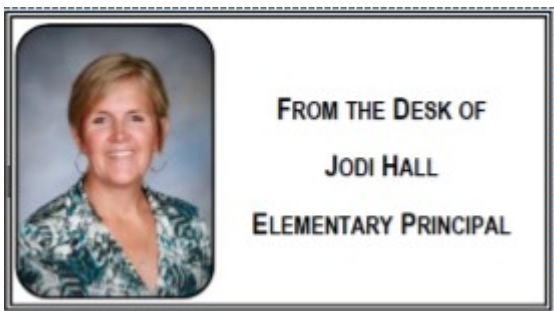 FROM THE DESK OF
JODI HALL
ELEMENTARY PRINCIPAL